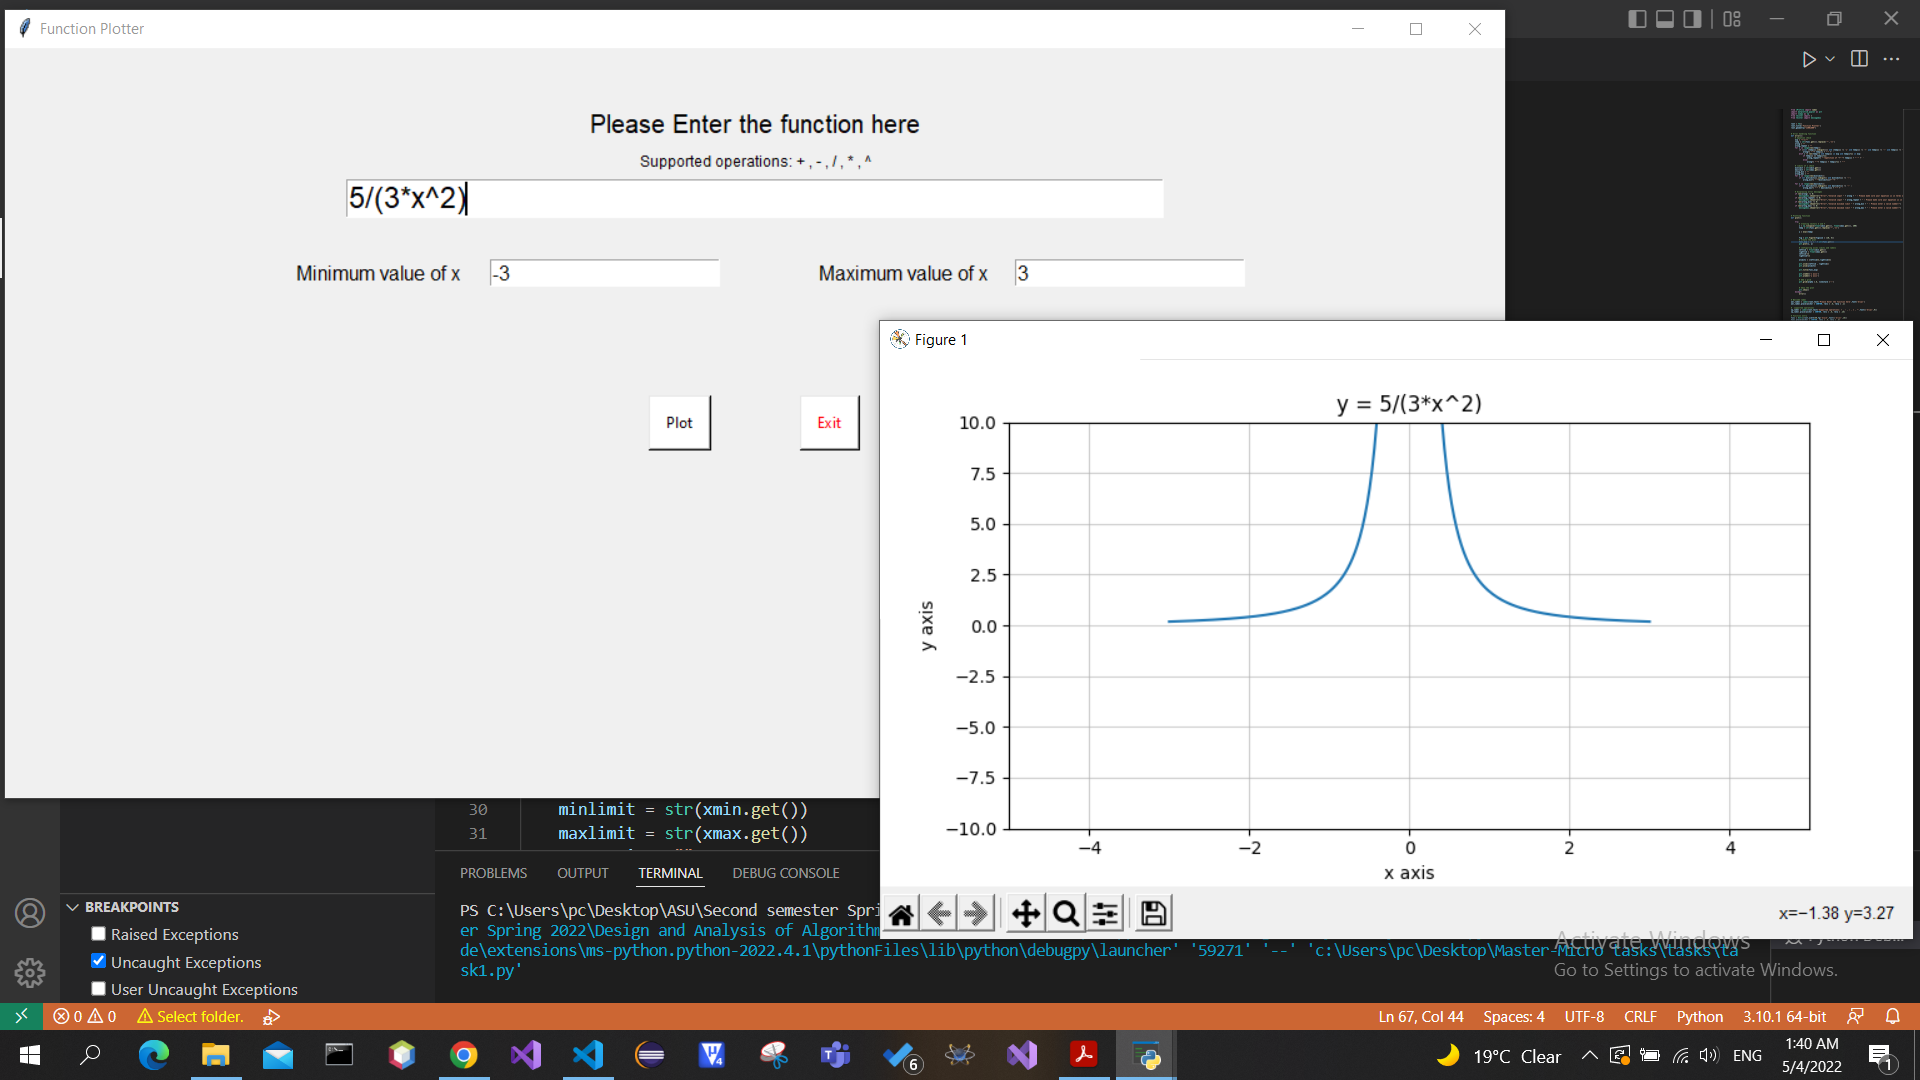 Function Plotter
Please Enter the function here
Supported operations: + , - , / , * , ^
5/(3*x^2)
Minimum value of x
-3
Maximum value of x
3
Plot
Exit
Figure 1
y = 5/(3*x^2)
10.0
7.5
5.0
2.5
0.0
−2.5
−5.0
−7.5
−10.0
y axis
−4
−2
0
2
4
x axis
x=−1.38 y=3.27
30 minlimit = str(xmin.get())
31 maxlimit = str(xmax.get())
PROBLEMS OUTPUT TERMINAL DEBUG CONSOLE
PS C:\Users\pc\Desktop\ASU\Second semester Spri
er Spring 2022\Design and Analysis of Algorithm
de\extensions\ms-python.python-2022.4.1\pythonFiles\lib\python\debugpy\launcher' '59271' '--' 'c:\Users\pc\Desktop\Master-Micro tasks\tasks\ta
sk1.py'
BREAKPOINTS
Raised Exceptions
Uncaught Exceptions
User Uncaught Exceptions
Activate Windows
Go to Settings to activate Windows.
0 0 Select folder.
Ln 67, Col 44 Spaces: 4 UTF-8 CRLF Python 3.10.1 64-bit
6
19°C Clear
ENG
1:40 AM
5/4/2022
1